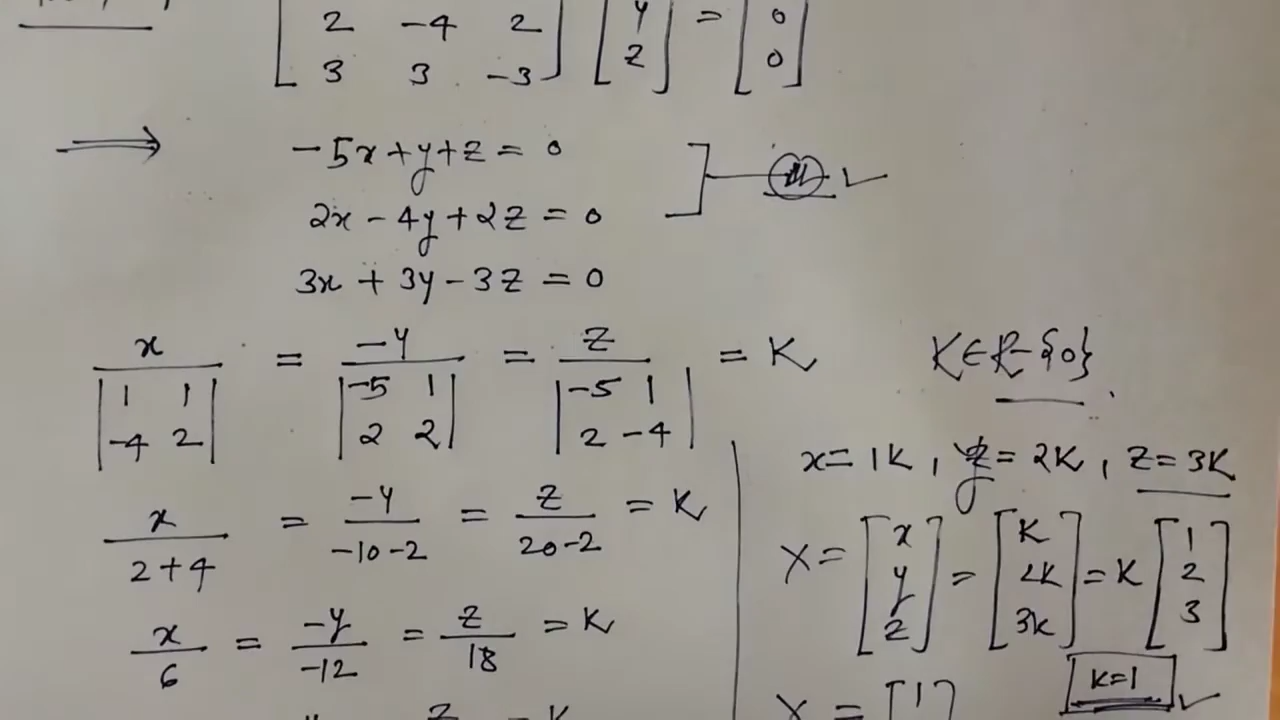 [2 -4 2] [y] = [0]
[3 3 -3] [z] [0]
⟹ -5x+y+z = 0
2x - 4y + 2z = 0
3x + 3y - 3z = 0
x/|1 1; -4 2| = -y/|-5 1; 2 2| = z/|-5 1; 2 -4| = K
K ∈ R-{0}.
x/(2+4) = -y/(-10-2) = z/(20-2) = K
x/6 = -y/-12 = z/18 = K
z = K
x = 1K, y = 2K, z = 3K
X = [x y z] = [K 2K 3K] = K [1 2 3]
K=1
X = [1]